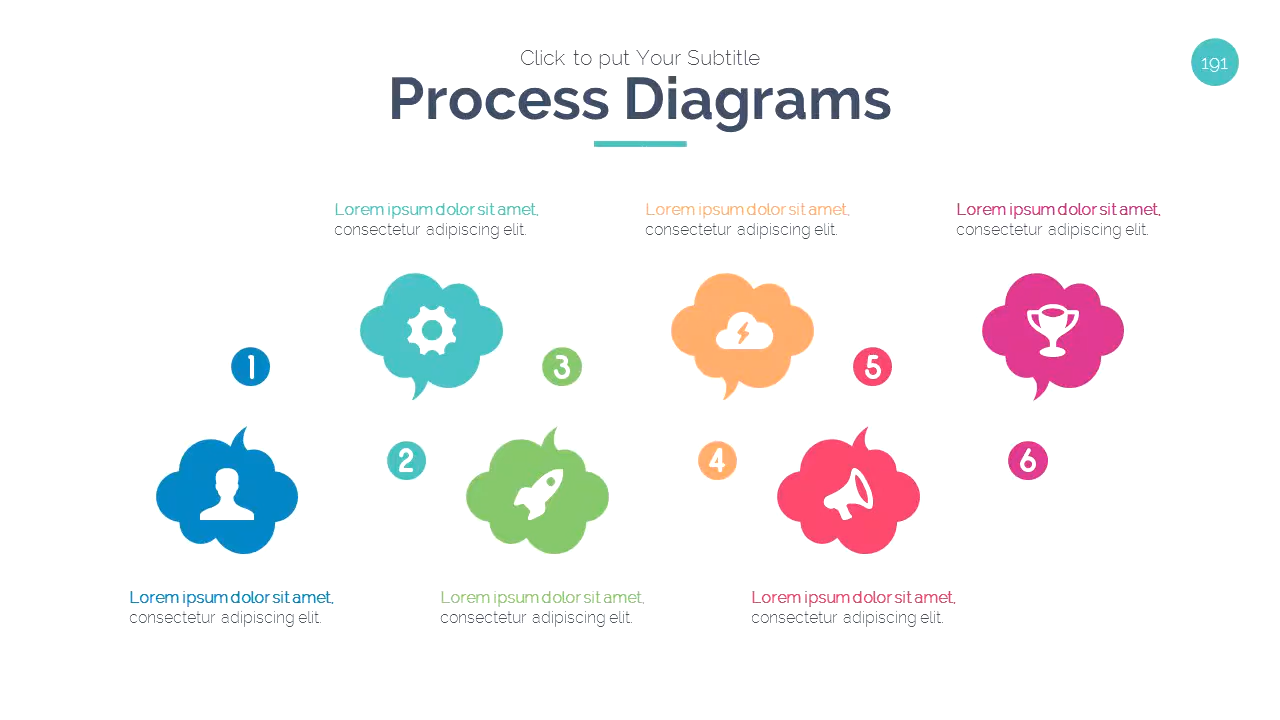 Click to put Your Subtitle
Process Diagrams
191
Lorem ipsum dolor sit amet,
consectetur adipiscing elit.
Lorem ipsum dolor sit amet,
consectetur adipiscing elit.
Lorem ipsum dolor sit amet,
consectetur adipiscing elit.
1
3
5
2
4
6
Lorem ipsum dolor sit amet,
consectetur adipiscing elit.
Lorem ipsum dolor sit amet,
consectetur adipiscing elit.
Lorem ipsum dolor sit amet,
consectetur adipiscing elit.